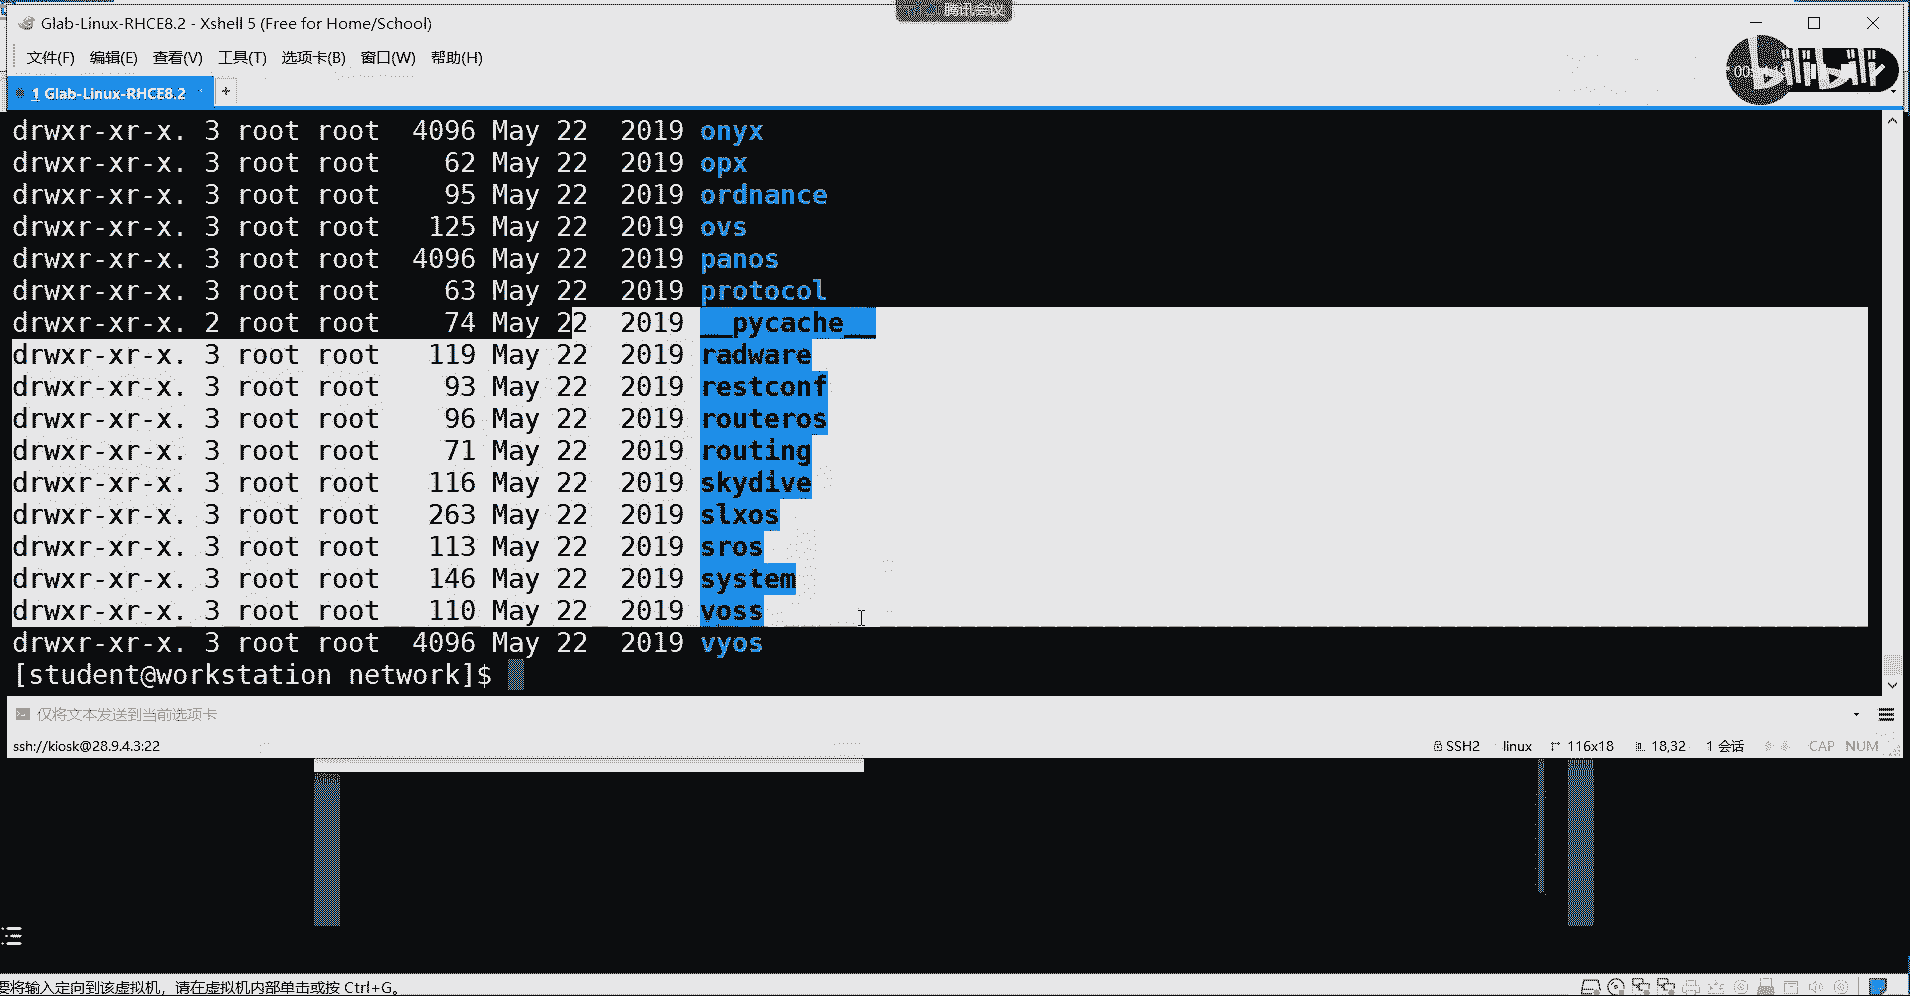 腾讯会议
Glab-Linux-RHCE8.2 - Xshell 5 (Free for Home/School)
文件(F) 编辑(E) 查看(V) 工具(T) 选项卡(B) 窗口(W) 帮助(H)
bilibili
1 Glab-Linux-RHCE8.2 +
drwxr-xr-x. 3 root root 4096 May 22 2019 onyx
drwxr-xr-x. 3 root root 62 May 22 2019 opx
drwxr-xr-x. 3 root root 95 May 22 2019 ordnance
drwxr-xr-x. 3 root root 125 May 22 2019 ovs
drwxr-xr-x. 3 root root 4096 May 22 2019 panos
drwxr-xr-x. 3 root root 63 May 22 2019 protocol
drwxr-xr-x. 2 root root 74 May 22 2019 __pycache__
drwxr-xr-x. 3 root root 119 May 22 2019 radware
drwxr-xr-x. 3 root root 93 May 22 2019 restconf
drwxr-xr-x. 3 root root 96 May 22 2019 routeros
drwxr-xr-x. 3 root root 71 May 22 2019 routing
drwxr-xr-x. 3 root root 116 May 22 2019 skydive
drwxr-xr-x. 3 root root 263 May 22 2019 slxos
drwxr-xr-x. 3 root root 113 May 22 2019 sros
drwxr-xr-x. 3 root root 146 May 22 2019 system
drwxr-xr-x. 3 root root 110 May 22 2019 voss
drwxr-xr-x. 3 root root 4096 May 22 2019 vyos
[student@workstation network]$
仅将文本发送到当前选项卡
ssh://kiosk@28.9.4.3:22 SSH2 linux 116x18 18,32 1 会话 CAP NUM
要将输入定向到该虚拟机，请在虚拟机内部单击或按 Ctrl+G。